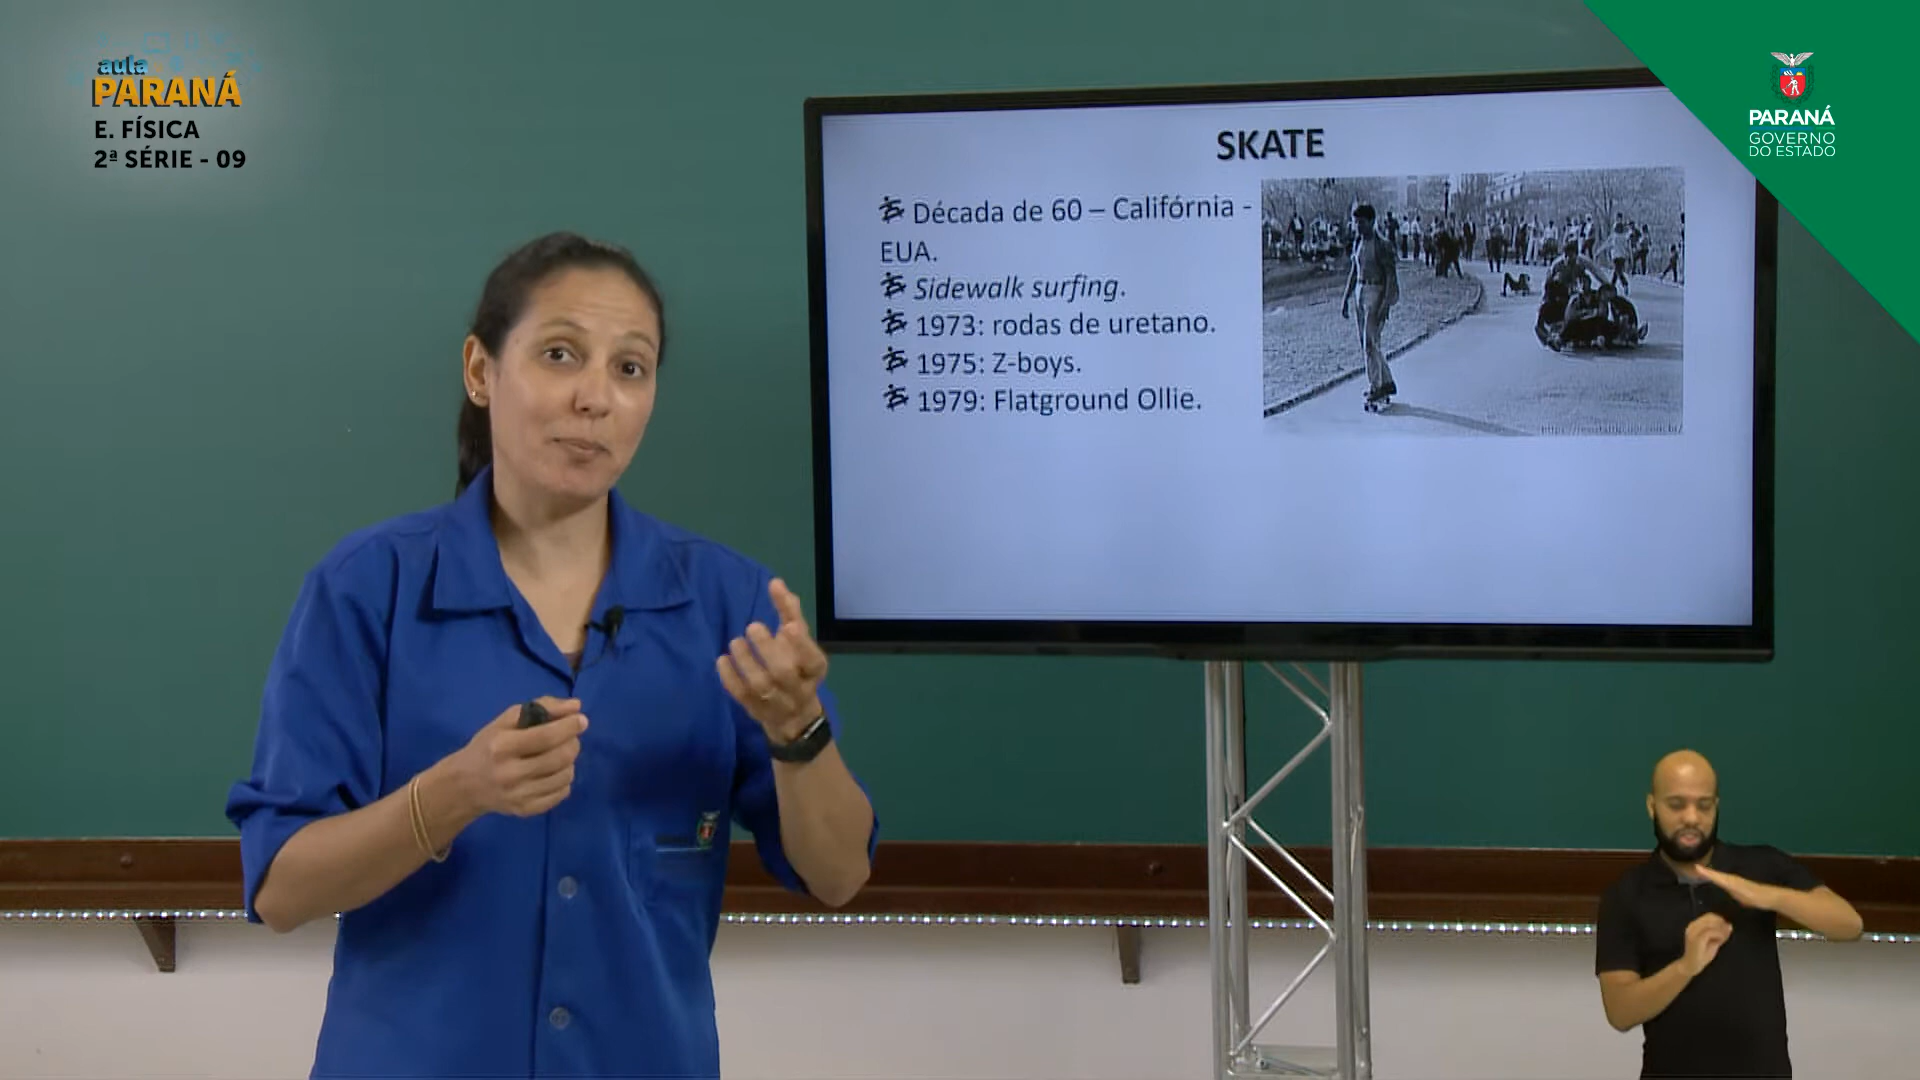 aula
PARANÁ
E. FÍSICA
2ª SÉRIE - 09
PARANÁ
GOVERNO
DO ESTADO
SKATE
Década de 60 – Califórnia -
EUA.
Sidewalk surfing.
1973: rodas de uretano.
1975: Z-boys.
1979: Flatground Ollie.